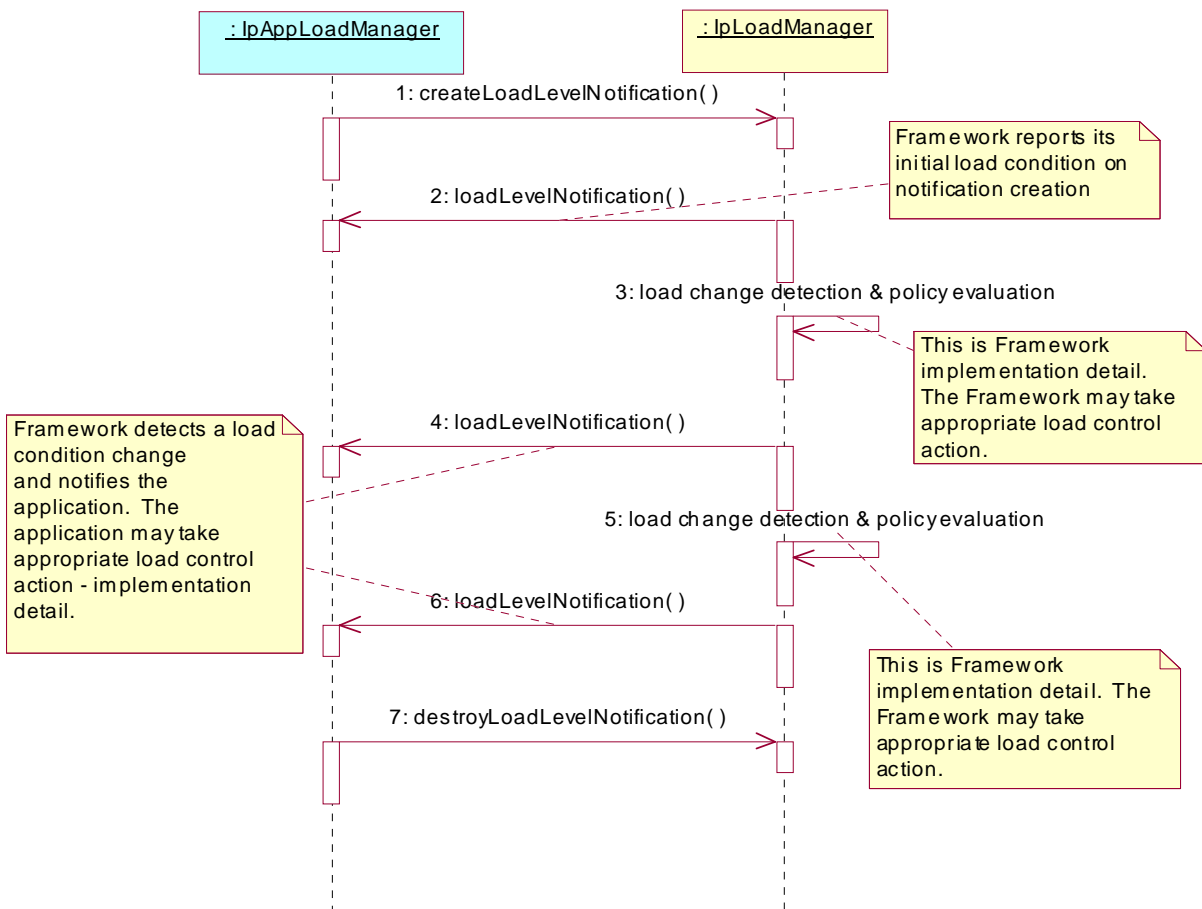 : IpAppLoadManager
: IpLoadManager
1: createLoadLevelNotification( )
Framework reports its
initial load condition on
notification creation
2: loadLevelNotification( )
3: load change detection & policy evaluation
This is Framework
implementation detail.
The Framework may take
appropriate load control
action.
Framework detects a load
condition change
and notifies the
application. The
application may take
appropriate load control
action - implementation
detail.
4: loadLevelNotification( )
5: load change detection & policy evaluation
6: loadLevelNotification( )
This is Framework
implementation detail. The
Framework may take
appropriate load control
action.
7: destroyLoadLevelNotification( )